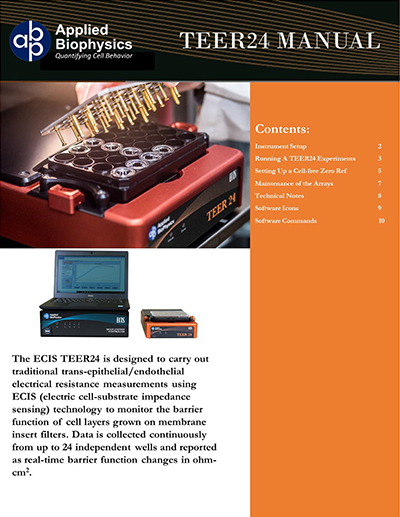 Applied
Biophysics
Quantifying Cell Behavior
TEER24 MANUAL
Applied
BioPhysics
TEER 24
ECIS
Contents:
Instrument Setup 2
Running A TEER24 Experiments 3
Setting Up a Cell-free Zero Ref 5
Maintenance of the Arrays 7
Technical Notes 8
Software Icons 9
Software Commands 10
ECIS
The ECIS TEER24 is designed to carry out
traditional trans-epithelial/endothelial
electrical resistance measurements using
ECIS (electric cell-substrate impedance
sensing) technology to monitor the barrier
function of cell layers grown on membrane
insert filters. Data is collected continuously
from up to 24 independent wells and reported
as real-time barrier function changes in ohm-
cm².